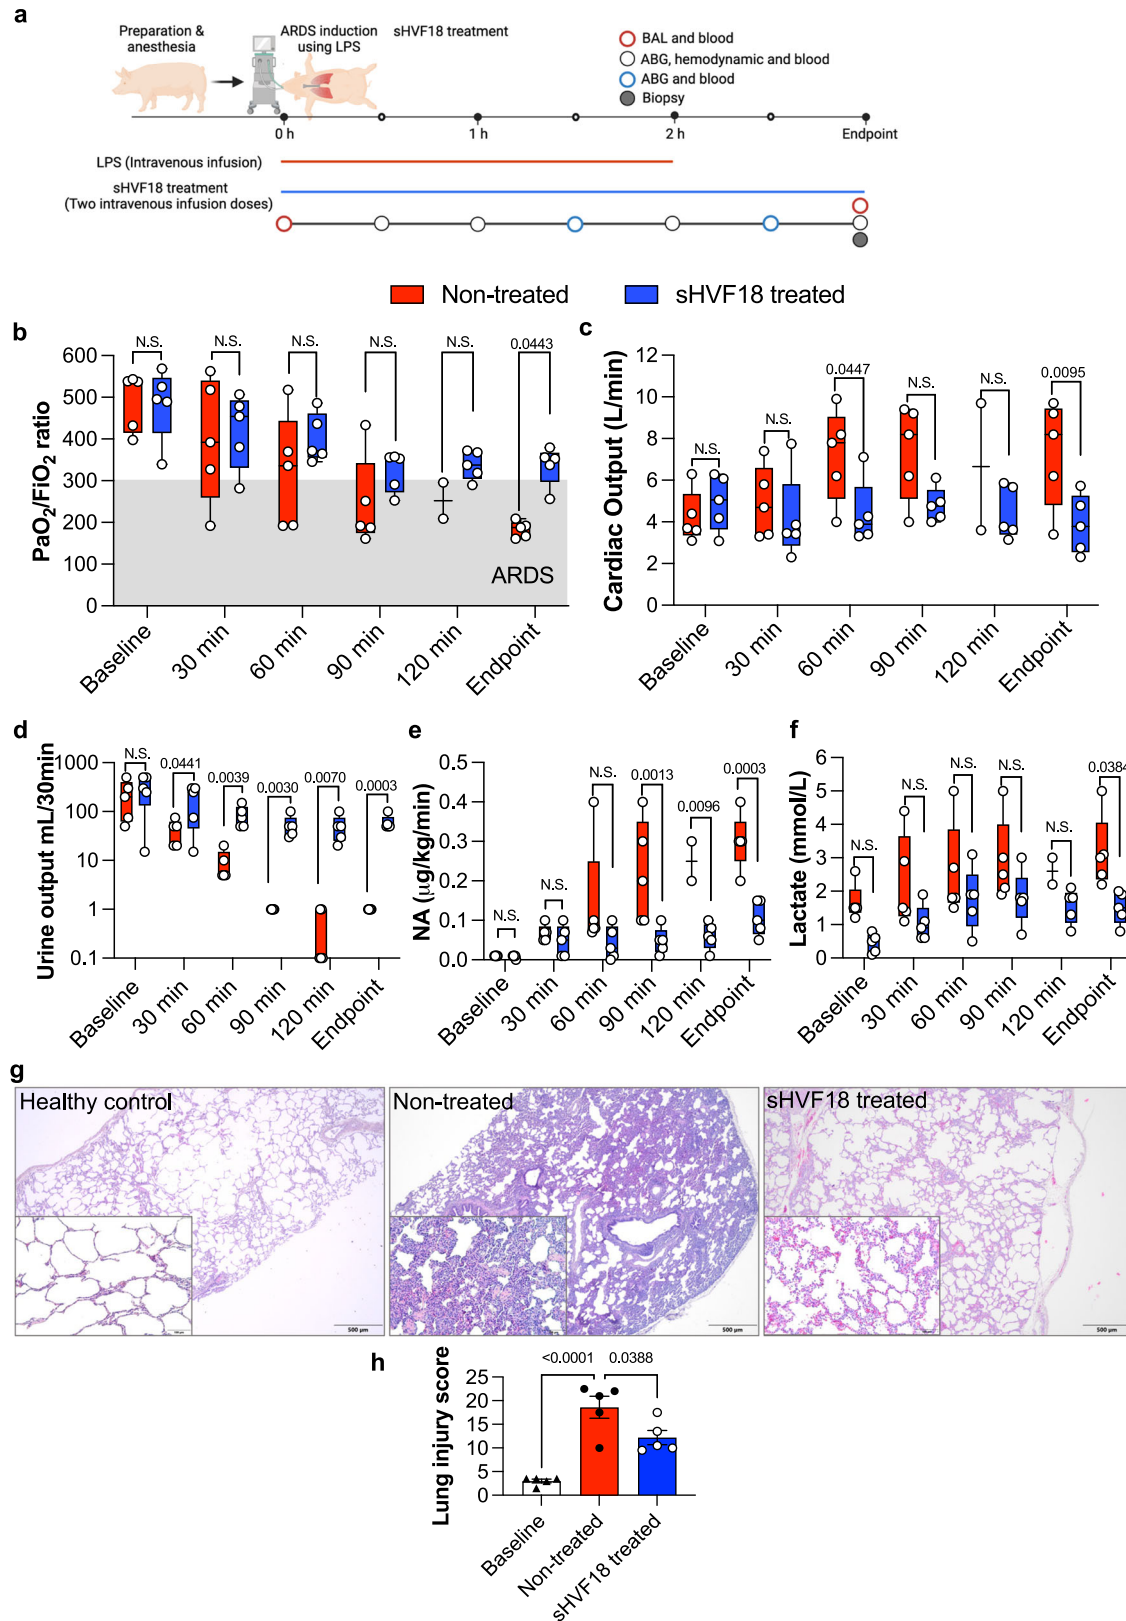 a
Preparation &
anesthesia
ARDS induction
using LPS
sHVF18 treatment
BAL and blood
ABG, hemodynamic and blood
ABG and blood
Biopsy
0 h
1 h
2 h
Endpoint
LPS (Intravenous infusion)
sHVF18 treatment
(Two intravenous infusion doses)
Non-treated
sHVF18 treated
b
PaO2/FiO2 ratio
600
500
400
300
200
100
0
N.S.
N.S.
N.S.
N.S.
N.S.
0.0443
ARDS
Baseline
30 min
60 min
90 min
120 min
Endpoint
c
Cardiac Output (L/min)
12
10
8
6
4
2
0
N.S.
N.S.
0.0447
N.S.
N.S.
0.0095
Baseline
30 min
60 min
90 min
120 min
Endpoint
d
Urine output mL/30min
1000
100
10
1
0.1
N.S.
0.0441
0.0039
0.0030
0.0070
0.0003
Baseline
30 min
60 min
90 min
120 min
Endpoint
e
NA (µg/kg/min)
0.5
0.4
0.3
0.2
0.1
0.0
N.S.
N.S.
N.S.
0.0013
0.0096
0.0003
Baseline
30 min
60 min
90 min
120 min
Endpoint
f
Lactate (mmol/L)
6
5
4
3
2
1
0
N.S.
N.S.
N.S.
N.S.
N.S.
0.0384
Baseline
30 min
60 min
90 min
120 min
Endpoint
g
Healthy control
500 µm
Non-treated
500 µm
sHVF18 treated
500 µm
h
Lung injury score
25
20
15
10
5
0
<0.0001
0.0388
Baseline
Non-treated
sHVF18 treated